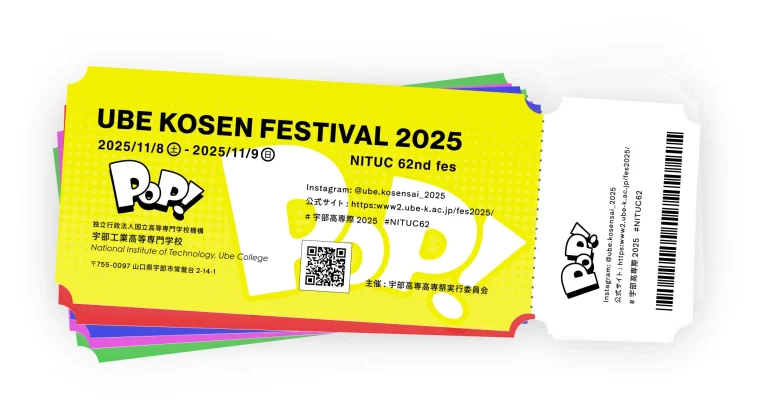 UBE KOSEN FESTIVAL 2025
2025/11/8 土 - 2025/11/9 日
NITUC 62nd fes
POP!
POP!
Instagram: @ube.kosensai_2025
公式サイト: https:www2.ube-k.ac.jp/fes2025/
# 宇部高専際 2025 #NITUC62
独立行政法人国立高等専門学校機構
宇部工業高等専門学校
National Institute of Technology, Ube College
〒755-0097 山口県宇部市常盤台 2-14-1
主催 : 宇部高専高専祭実行委員会
POP!
Instagram: @ube.kosensai_2025
公式サイト: https:www2.ube-k.ac.jp/fes2025/
# 宇部高専際 2025 #NITUC62